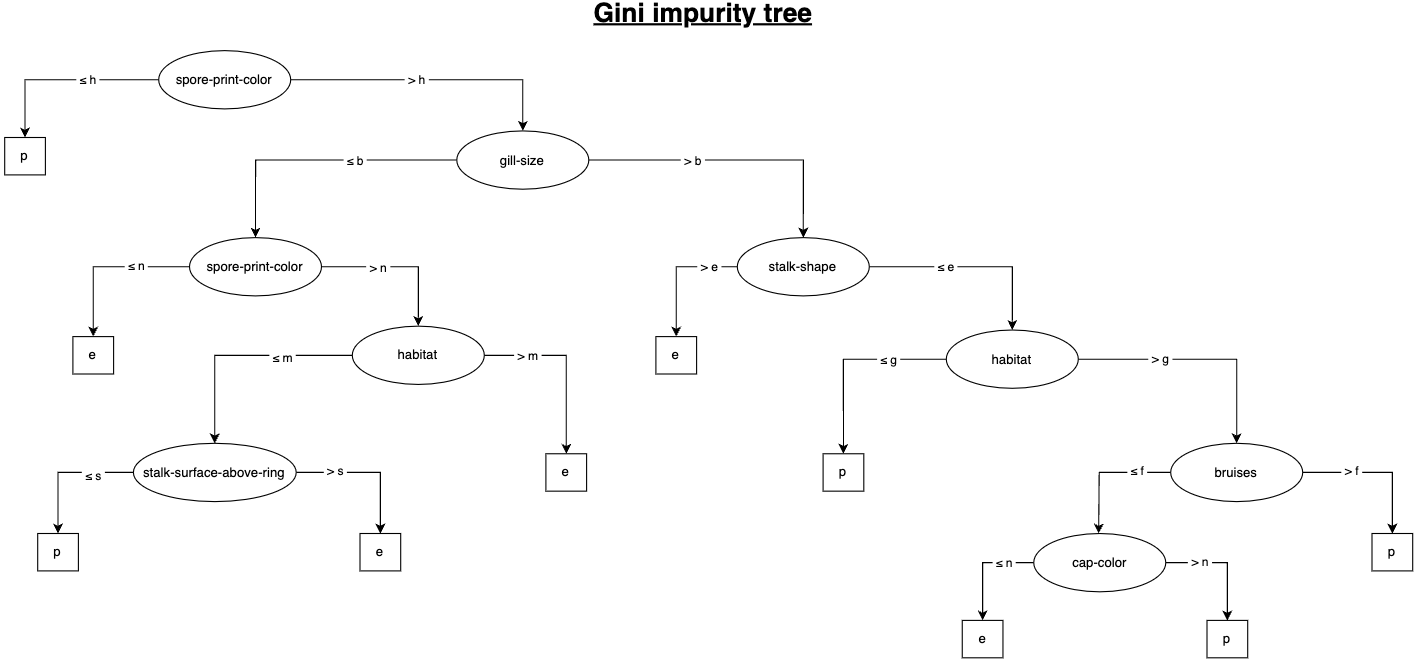 Gini impurity tree
≤ h
spore-print-color
> h
p
≤ b
gill-size
> b
≤ n
spore-print-color
> n
> e
stalk-shape
≤ e
e
≤ m
habitat
> m
e
≤ g
habitat
> g
≤ s
stalk-surface-above-ring
> s
e
p
≤ f
bruises
> f
p
e
≤ n
cap-color
> n
p
e
p